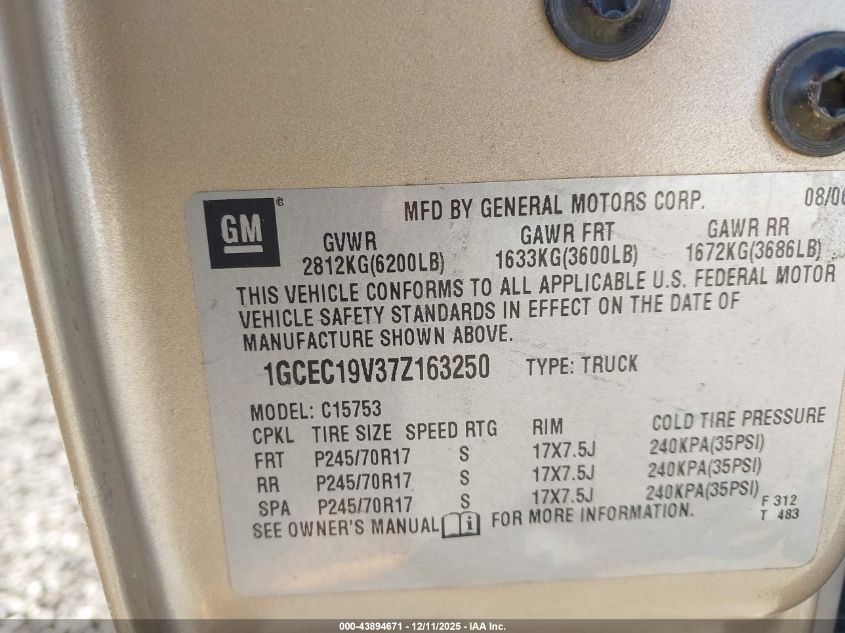 GM
®
MFD BY GENERAL MOTORS CORP. 08/06
GVWR GAWR FRT GAWR RR
2812KG(6200LB) 1633KG(3600LB) 1672KG(3686LB)
THIS VEHICLE CONFORMS TO ALL APPLICABLE U.S. FEDERAL MOTOR
VEHICLE SAFETY STANDARDS IN EFFECT ON THE DATE OF
MANUFACTURE SHOWN ABOVE.
1GCEC19V37Z163250 TYPE: TRUCK
MODEL: C15753
CPKL TIRE SIZE SPEED RTG RIM COLD TIRE PRESSURE
FRT P245/70R17 S 17X7.5J 240KPA(35PSI)
RR P245/70R17 S 17X7.5J 240KPA(35PSI)
SPA P245/70R17 S 17X7.5J 240KPA(35PSI)
SEE OWNER'S MANUAL FOR MORE INFORMATION.
F 312
T 483
000-43894671 - 12/11/2025 - IAA Inc.